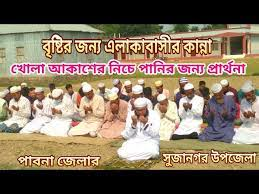 বৃষ্টির জন্য এলাকাবাসীর কান্না
খোলা আকাশের নিচে পানির জন্য প্রার্থনা
পাবনা জেলার
সুজানগর উপজেলা